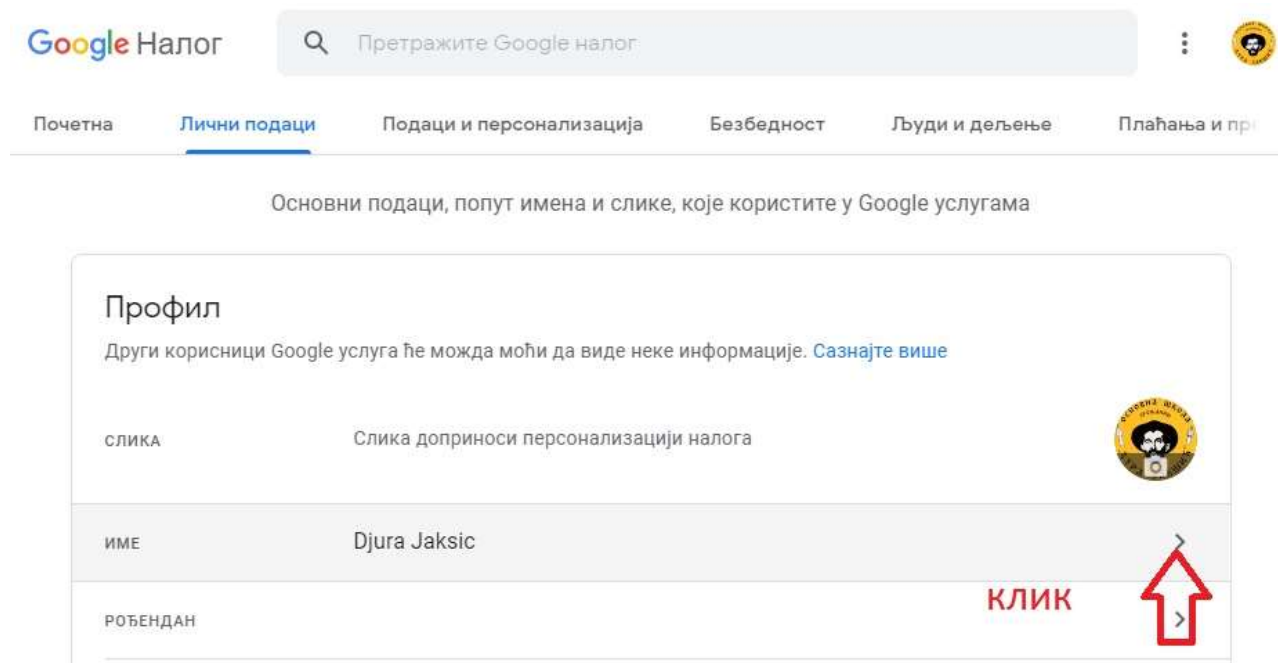 Google Налог
Претражите Google налог
Почетна Лични подаци Подаци и персонализација Безбедност Људи и дељење Плаћања и пре
Основни подаци, попут имена и слике, које користите у Google услугама
Профил
Други корисници Google услуга ће можда моћи да виде неке информације. Сазнајте више
СЛИКА Слика доприноси персонализацији налога
ИМЕ Djura Jaksic
КЛИК
РОЂЕНДАН